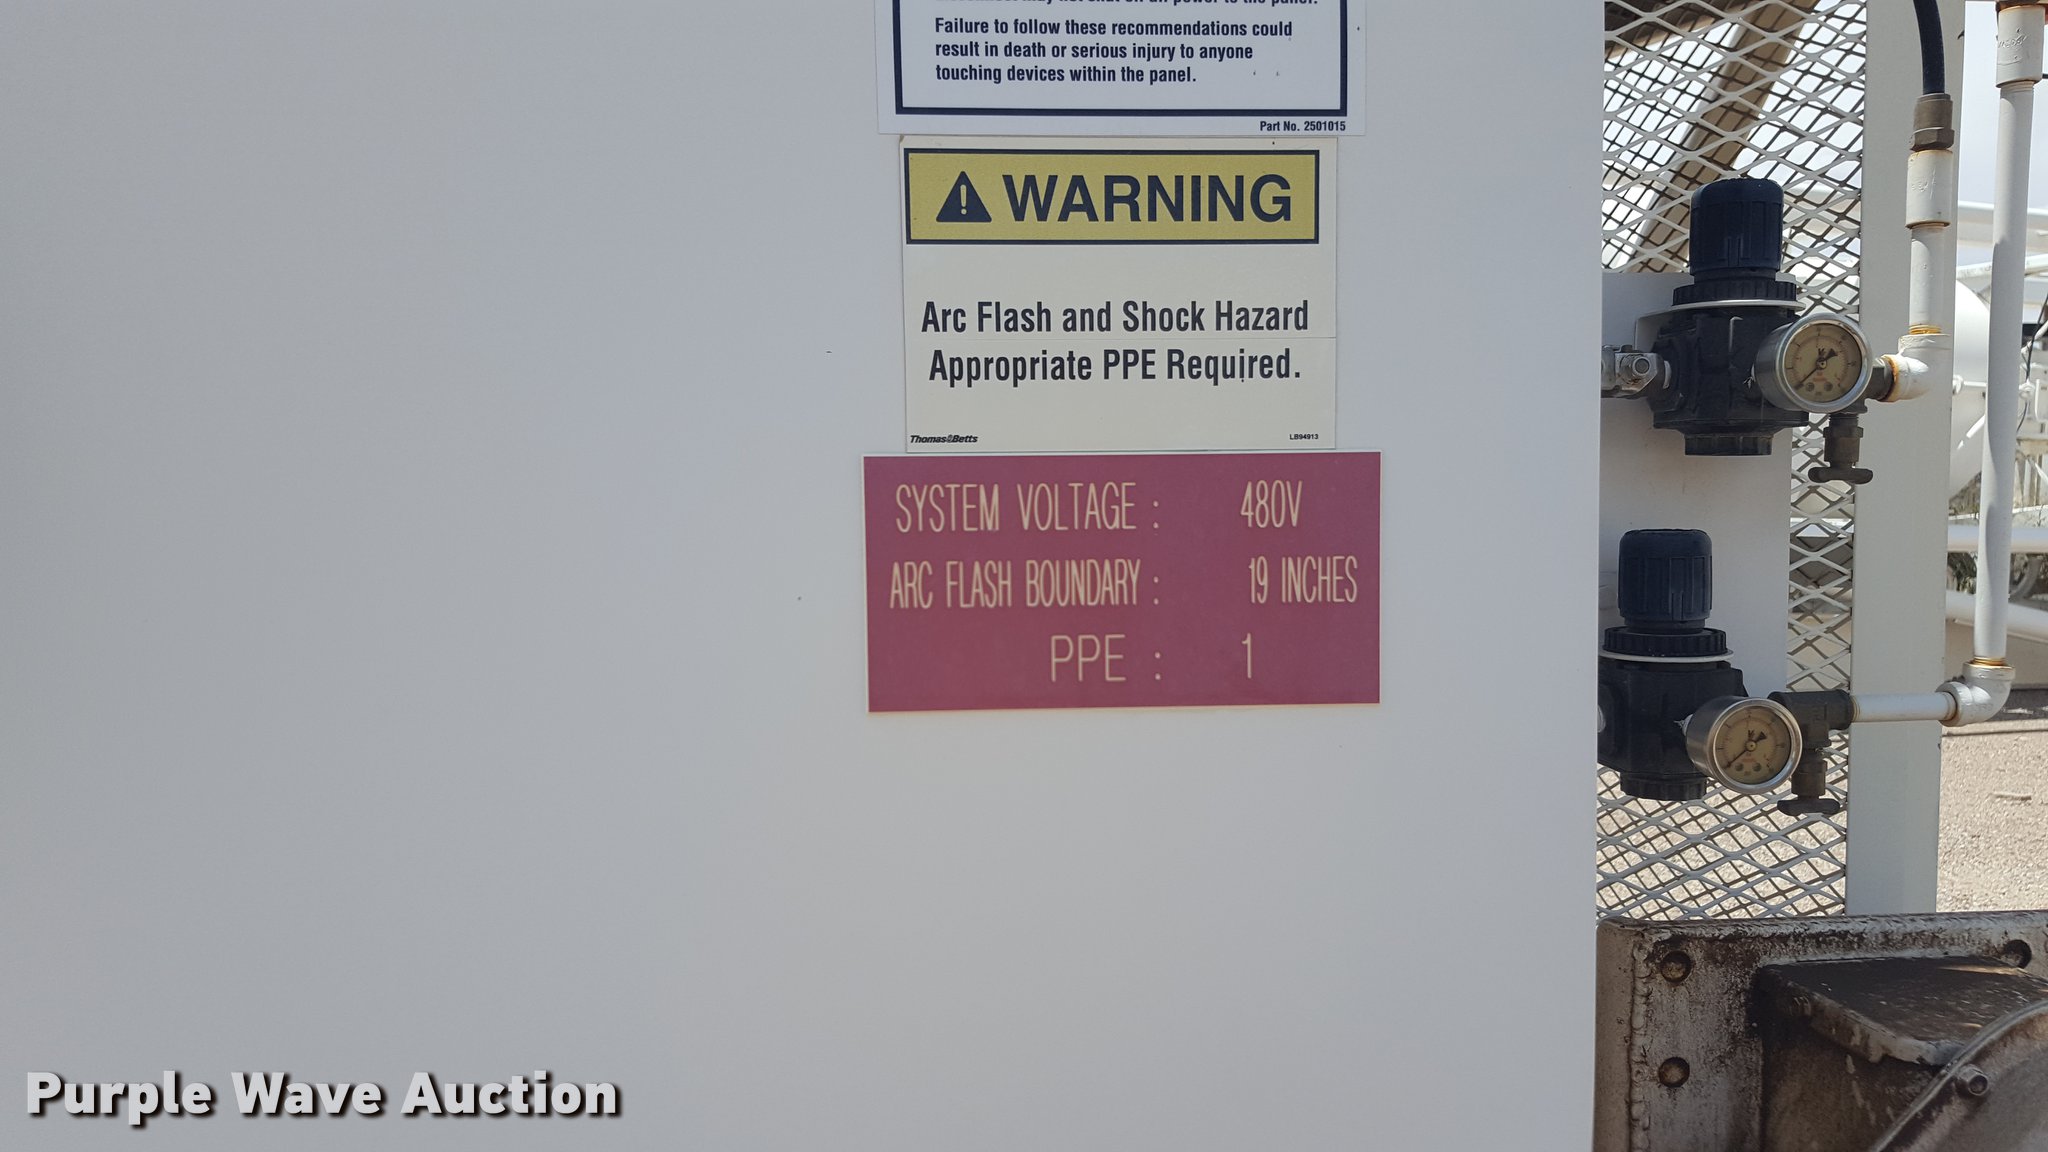 Failure to follow these recommendations could
result in death or serious injury to anyone
touching devices within the panel.
Part No. 2501015
WARNING
Arc Flash and Shock Hazard
Appropriate PPE Required.
Thomas&Betts
LB94913
SYSTEM VOLTAGE : 480V
ARC FLASH BOUNDARY : 19 INCHES
PPE : 1
Purple Wave Auction